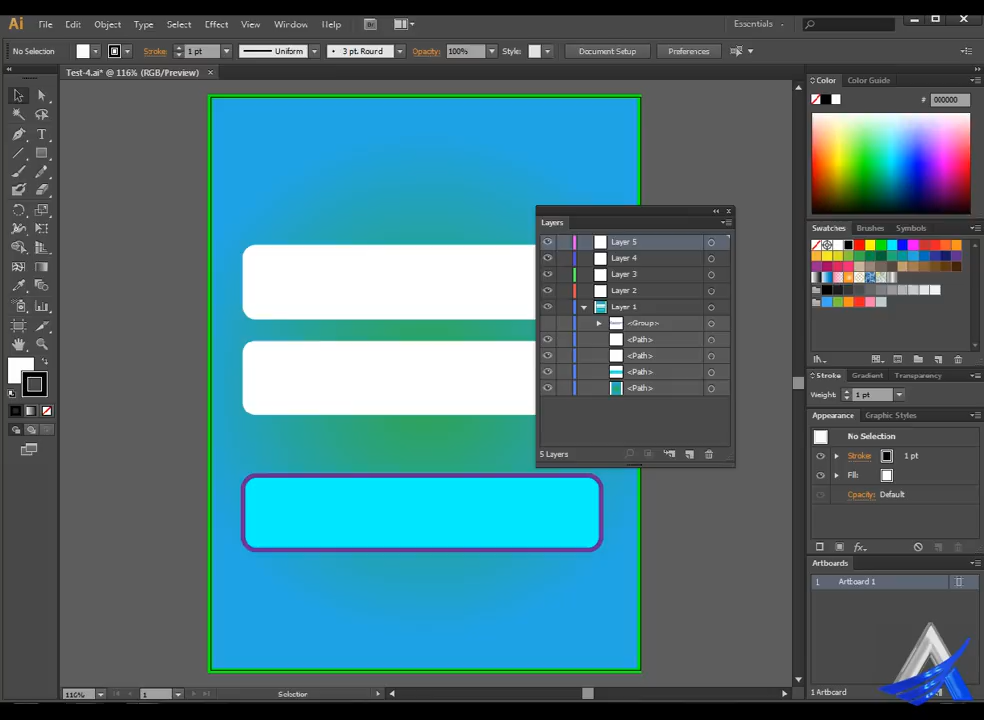 Ai File Edit Object Type Select Effect View Window Help Br Essentials
No Selection Stroke: 1 pt Uniform 3 pt. Round Opacity: 100% Style: Document Setup Preferences
Test-4.ai* @ 116% (RGB/Preview) ×
Color Color Guide
# 000000
Layers
Layer 5
Layer 4
Layer 3
Layer 2
Layer 1
<Group>
<Path>
<Path>
<Path>
<Path>
5 Layers
Swatches Brushes Symbols
Stroke Gradient Transparency
Weight: 1 pt
Appearance Graphic Styles
No Selection
Stroke: 1 pt
Fill:
Opacity: Default
fx
Artboards
1 Artboard 1
1 Artboard
116% 1 Selection